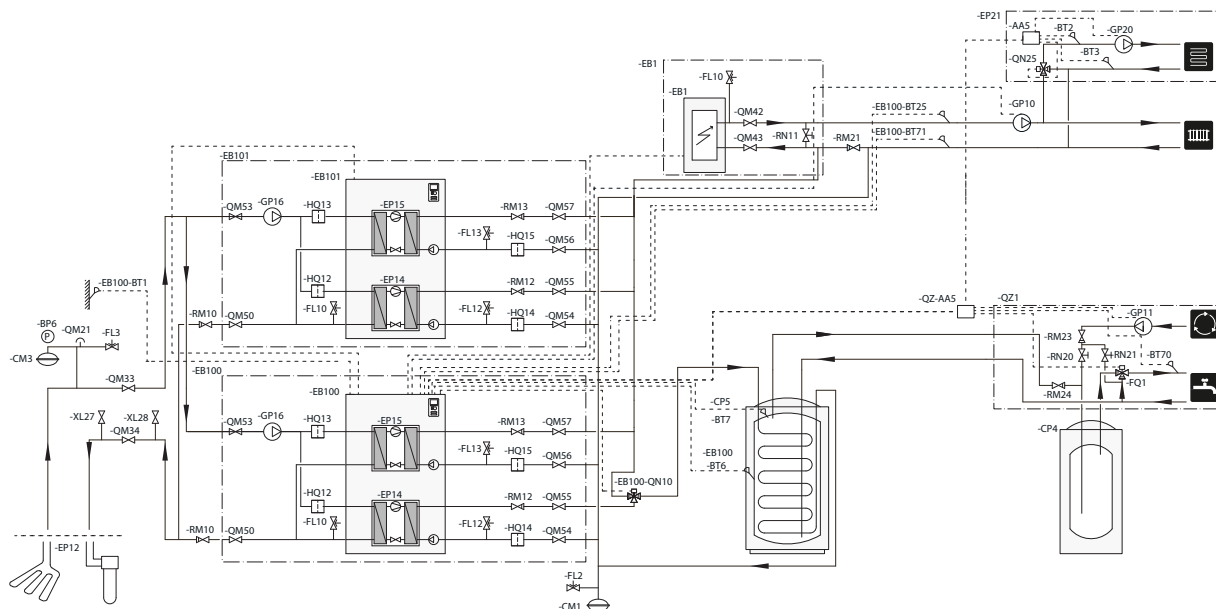 -EP21
-AA5
-BT2
-GP20
-BT3
-QN25
-EB1
-FL10
-EB1
-QM42
-QM43
-RN11
-RM21
-EB100-BT25
-EB100-BT71
-GP10
-EB101
-EB101
-QM53
-GP16
-HQ13
-EP15
-RM13
-QM57
-FL13
-HQ15
-QM56
-HQ12
-EP14
-RM12
-QM55
-FL10
-FL12
-RM10
-QM50
-HQ14
-QM54
-EB100-BT1
-BP6
P
-QM21
-FL3
-CM3
-QM33
-XL27
-XL28
-QM34
-EP12
-EB100
-EB100
-QM53
-GP16
-HQ13
-EP15
-RM13
-QM57
-FL13
-HQ15
-QM56
-HQ12
-EP14
-RM12
-QM55
-FL10
-FL12
-RM10
-QM50
-HQ14
-QM54
-EB100-QN10
-FL2
-CM1
-CP5
-BT7
-EB100
-BT6
-QZ-AA5
-QZ1
-GP11
-RM23
-RN20
-RN21
-BT70
-FQ1
-RM24
-CP4